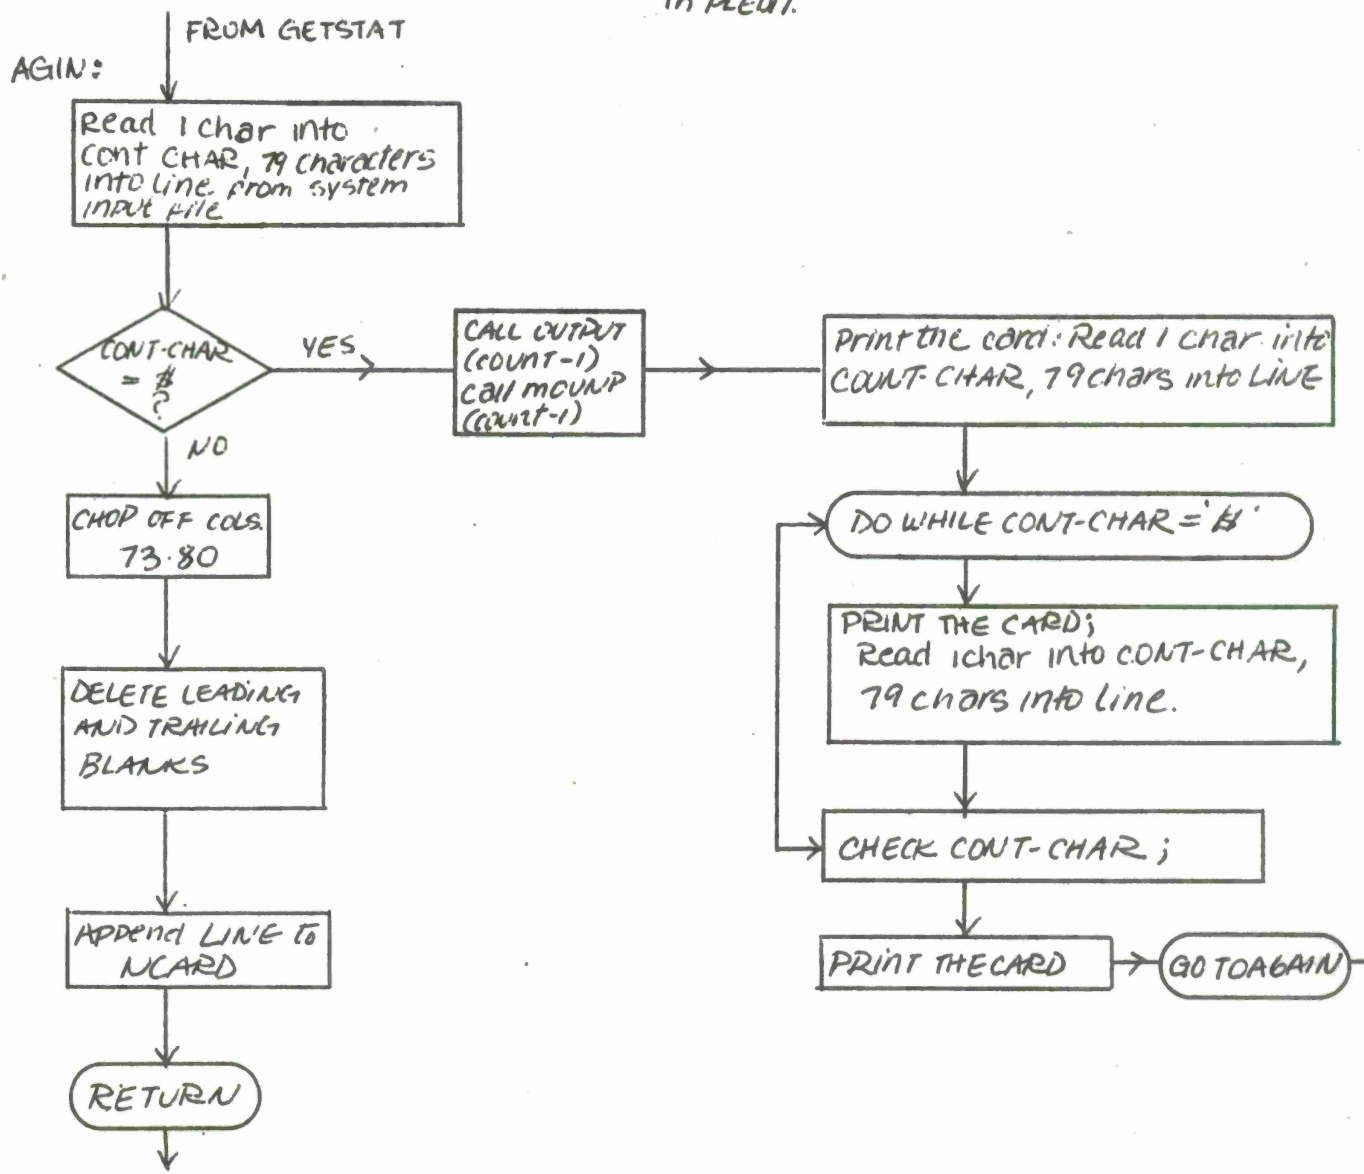 in PLEDIT.
FROM GETSTAT
AGIN:
Read 1 char into
CONT CHAR, 79 characters
into Line from system
input file
CONT-CHAR
= $
?
YES
NO
CALL OUTPUT
(COUNT-1)
call mOUNP
(count-1)
Print the card: Read 1 char into
COUNT-CHAR, 79 chars into LINE
CHOP OFF COLS.
73-80
DO WHILE CONT-CHAR = '$'
PRINT THE CARD;
Read 1char into CONT-CHAR,
79 chars into line.
DELETE LEADING
AND TRAILING
BLANKS
CHECK CONT-CHAR;
Append LINE to
NCARD
PRINT THE CARD
GO TO AGAIN
RETURN